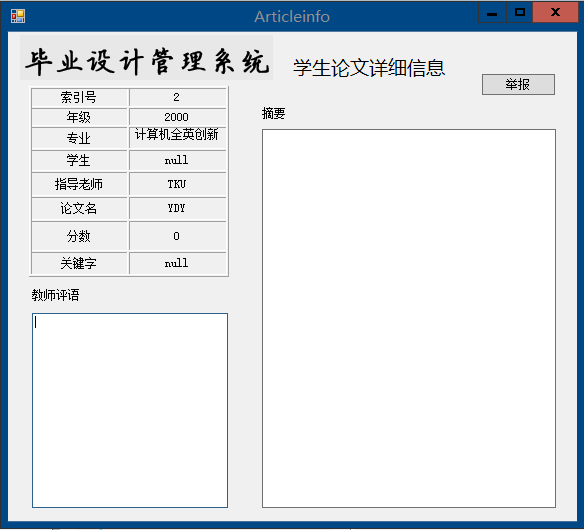 Articleinfo
毕业设计管理系统
学生论文详细信息
举报
索引号 2
年级 2000
专业 计算机全英创新
学生 null
指导老师 TKU
论文名 YDY
分数 0
关键字 null
摘要
教师评语